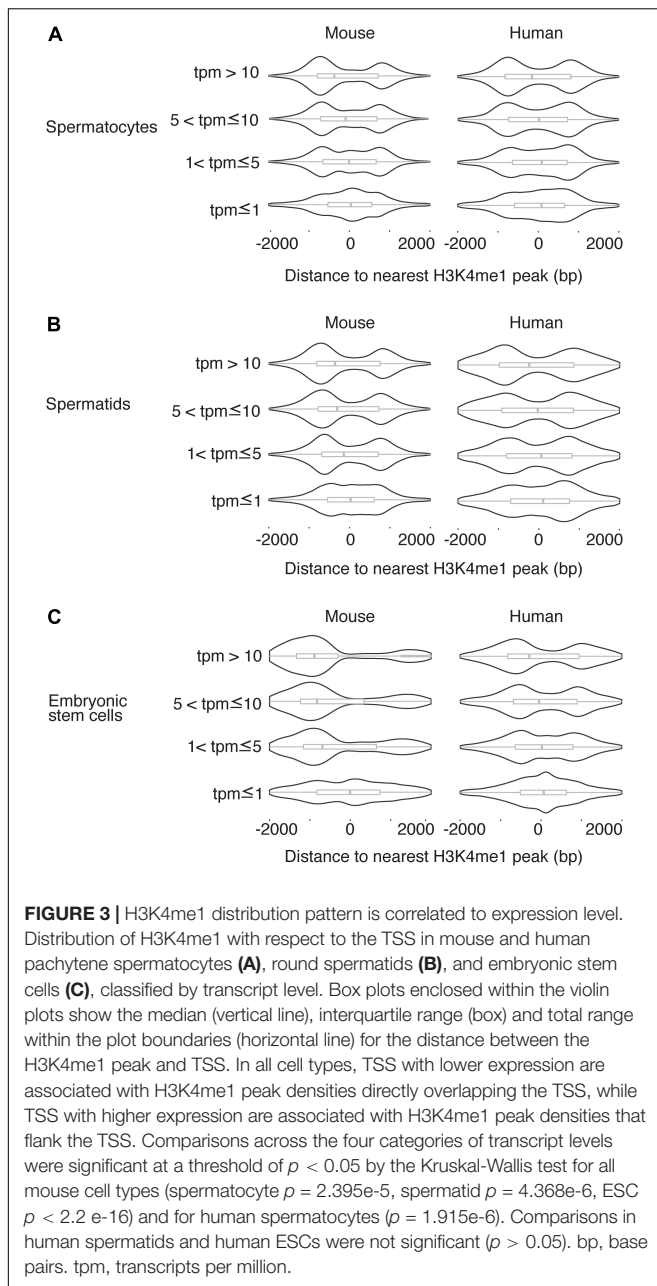 A
Mouse Human
tpm > 10
5 < tpm≤10
Spermatocytes
1< tpm≤5
tpm≤1
-2000 0 2000 -2000 0 2000
Distance to nearest H3K4me1 peak (bp)
B
Mouse Human
tpm > 10
Spermatids
5 < tpm≤10
1< tpm≤5
tpm≤1
-2000 0 2000 -2000 0 2000
Distance to nearest H3K4me1 peak (bp)
C
Mouse Human
tpm > 10
Embryonic
stem cells
5 < tpm≤10
1< tpm≤5
tpm≤1
-2000 0 2000 -2000 0 2000
Distance to nearest H3K4me1 peak (bp)
FIGURE 3 | H3K4me1 distribution pattern is correlated to expression level.
Distribution of H3K4me1 with respect to the TSS in mouse and human
pachytene spermatocytes (A), round spermatids (B), and embryonic stem
cells (C), classified by transcript level. Box plots enclosed within the violin
plots show the median (vertical line), interquartile range (box) and total range
within the plot boundaries (horizontal line) for the distance between the
H3K4me1 peak and TSS. In all cell types, TSS with lower expression are
associated with H3K4me1 peak densities directly overlapping the TSS, while
TSS with higher expression are associated with H3K4me1 peak densities that
flank the TSS. Comparisons across the four categories of transcript levels
were significant at a threshold of p < 0.05 by the Kruskal-Wallis test for all
mouse cell types (spermatocyte p = 2.395e-5, spermatid p = 4.368e-6, ESC
p < 2.2 e-16) and for human spermatocytes (p = 1.915e-6). Comparisons in
human spermatids and human ESCs were not significant (p > 0.05). bp, base
pairs. tpm, transcripts per million.